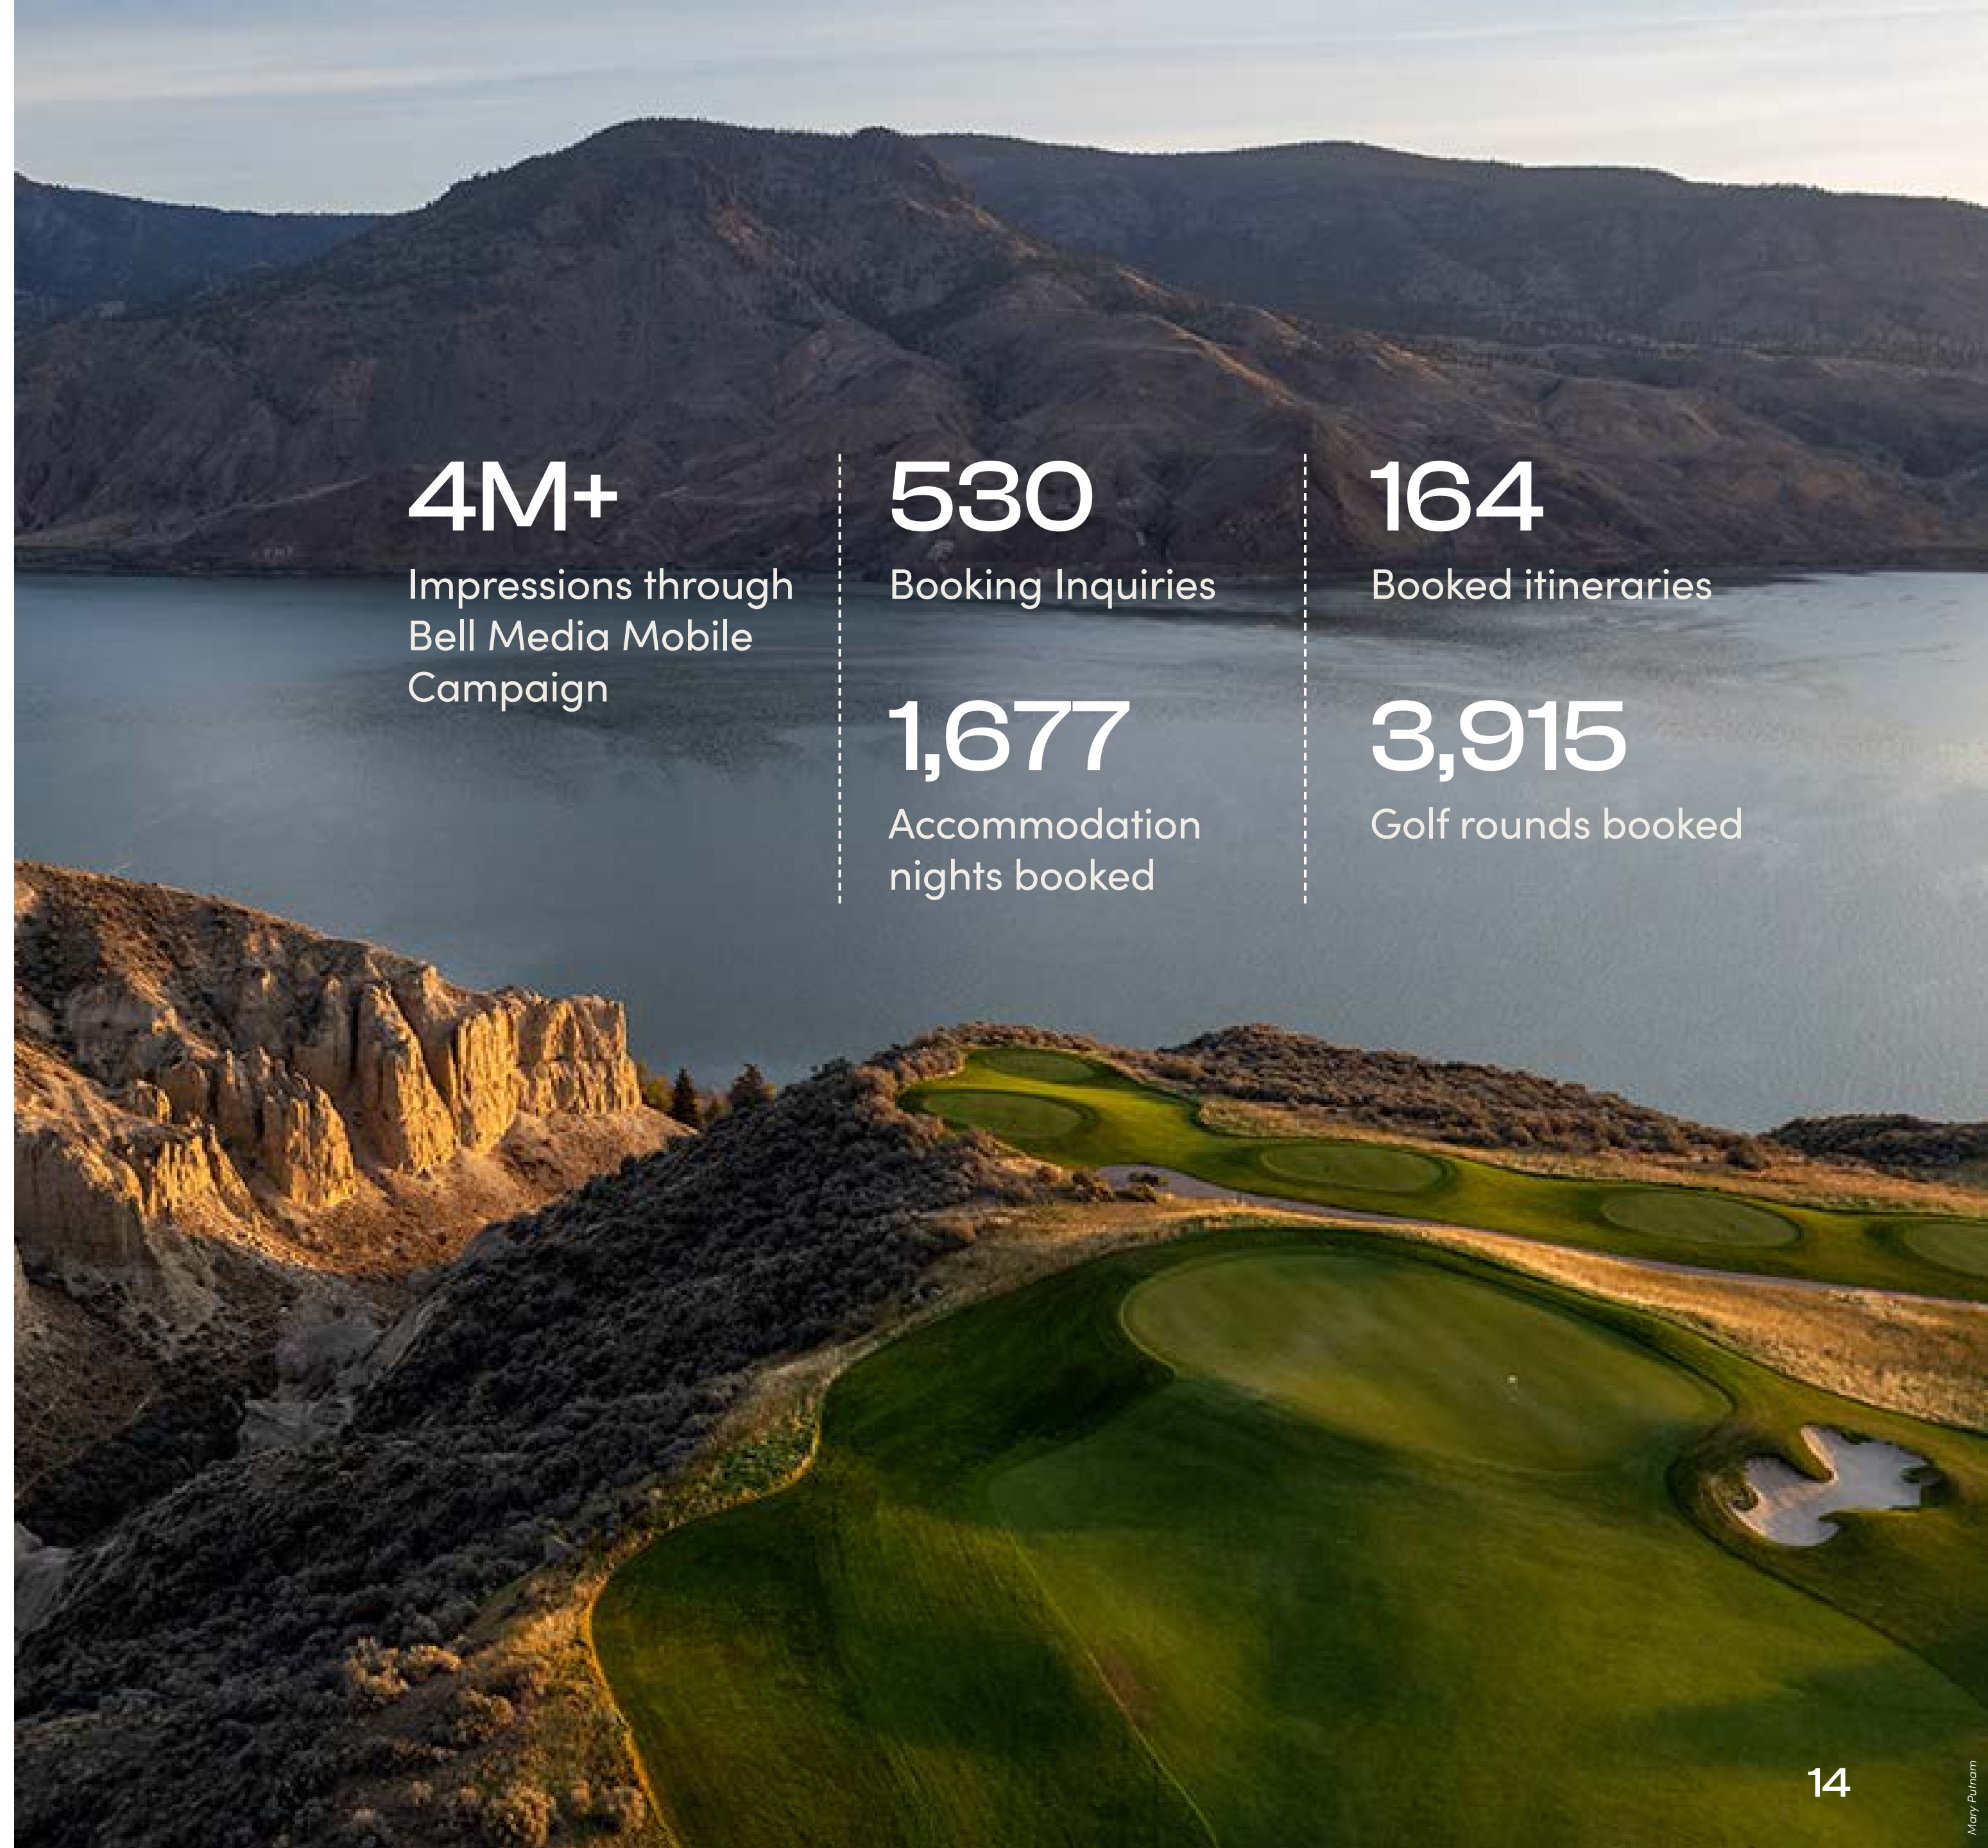 4M+
Impressions through
Bell Media Mobile
Campaign
530
Booking Inquiries
1,677
Accommodation
nights booked
164
Booked itineraries
3,915
Golf rounds booked
14
Mary Putnam